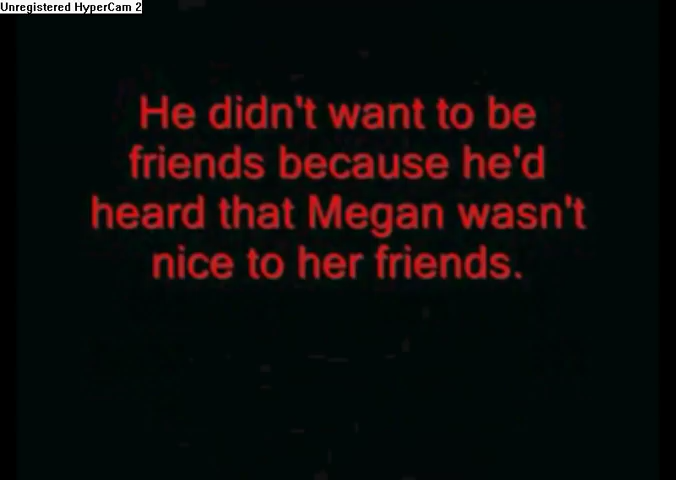 Unregistered HyperCam 2
He didn't want to be
friends because he'd
heard that Megan wasn't
nice to her friends.